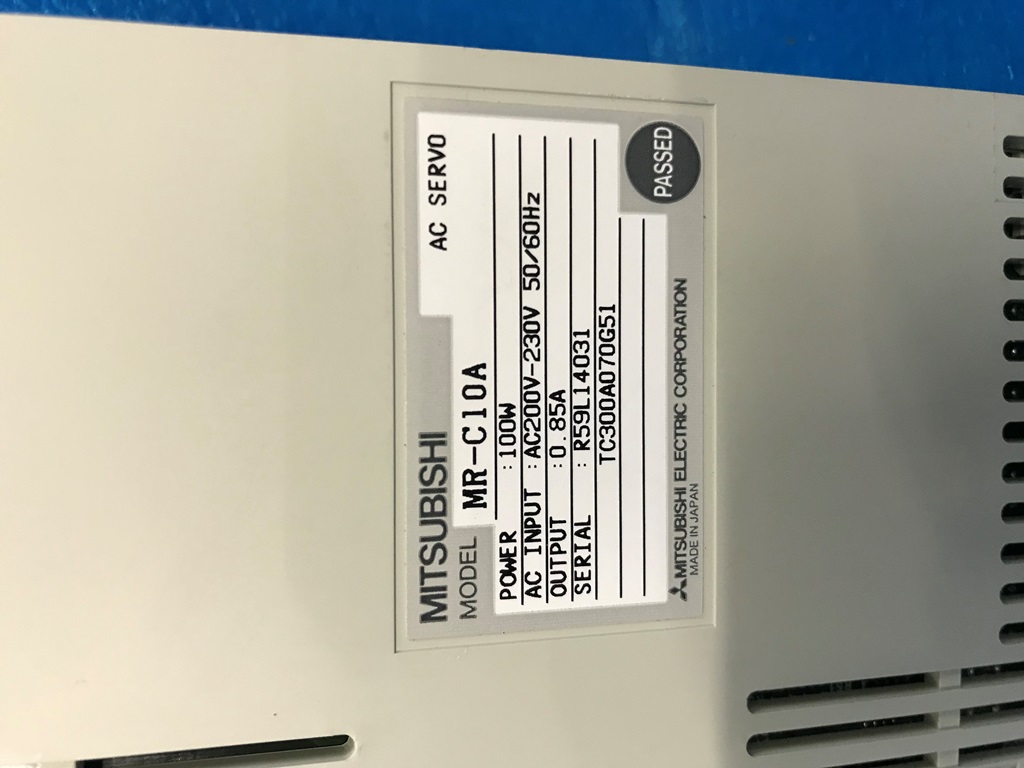 MITSUBISHI AC SERVO
MODEL MR-C10A
POWER : 100W
AC INPUT : AC200V-230V 50/60Hz
OUTPUT : 0.85A
SERIAL : R59L14031
TC300A070G51
PASSED
MITSUBISHI ELECTRIC CORPORATION
MADE IN JAPAN